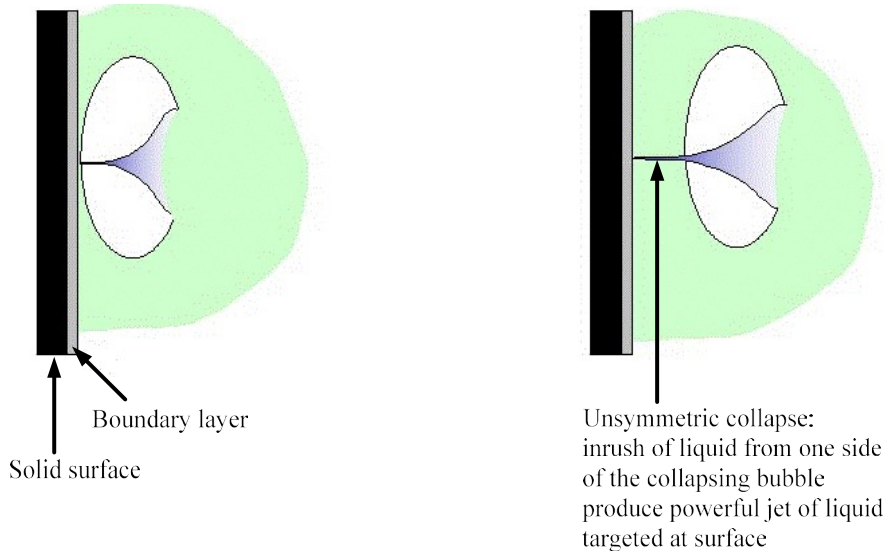 Boundary layer
Solid surface
Unsymmetric collapse:
inrush of liquid from one side
of the collapsing bubble
produce powerful jet of liquid
targeted at surface